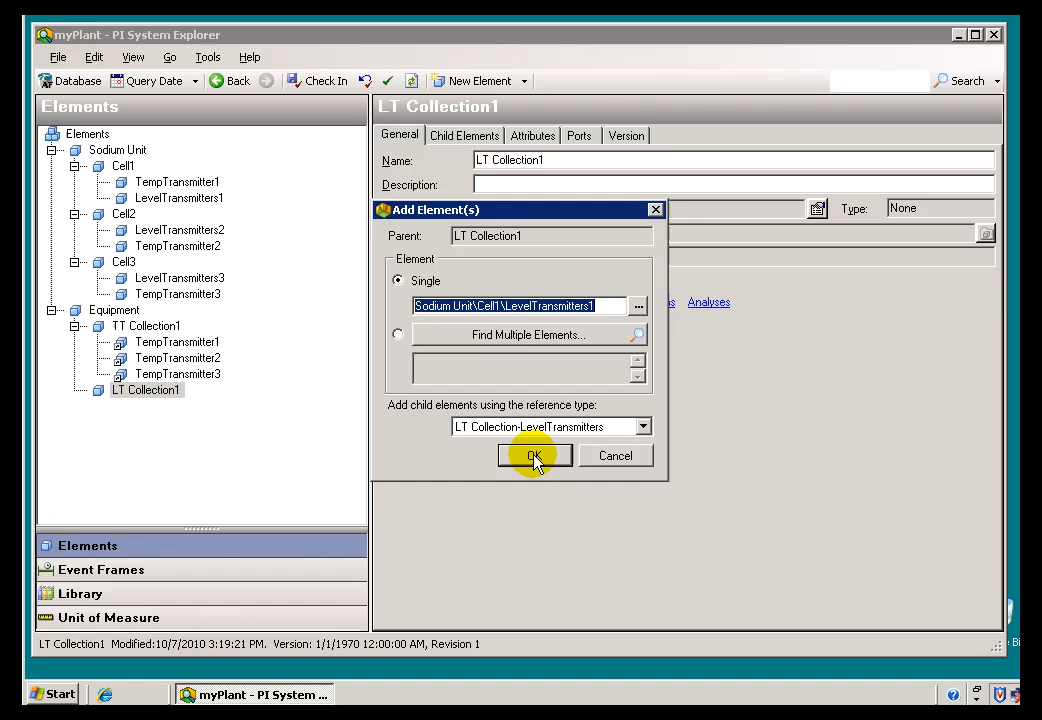 myPlant - PI System Explorer
File Edit View Go Tools Help
Database Query Date Back Check In New Element Search
Elements
LT Collection1
Elements
Sodium Unit
Cell1
TempTransmitter1
LevelTransmitters1
Cell2
LevelTransmitters2
TempTransmitter2
Cell3
LevelTransmitters3
TempTransmitter3
Equipment
TT Collection1
TempTransmitter1
TempTransmitter2
TempTransmitter3
LT Collection1
General Child Elements Attributes Ports Version
Name: LT Collection1
Description:
Type: None
Analyses
Add Element(s)
Parent: LT Collection1
Element
Single
Sodium Unit\Cell1\LevelTransmitters1
...
Find Multiple Elements...
Add child elements using the reference type:
LT Collection-LevelTransmitters
OK Cancel
Elements
Event Frames
Library
Unit of Measure
LT Collection1 Modified:10/7/2010 3:19:21 PM. Version: 1/1/1970 12:00:00 AM, Revision 1
Start myPlant - PI System ...